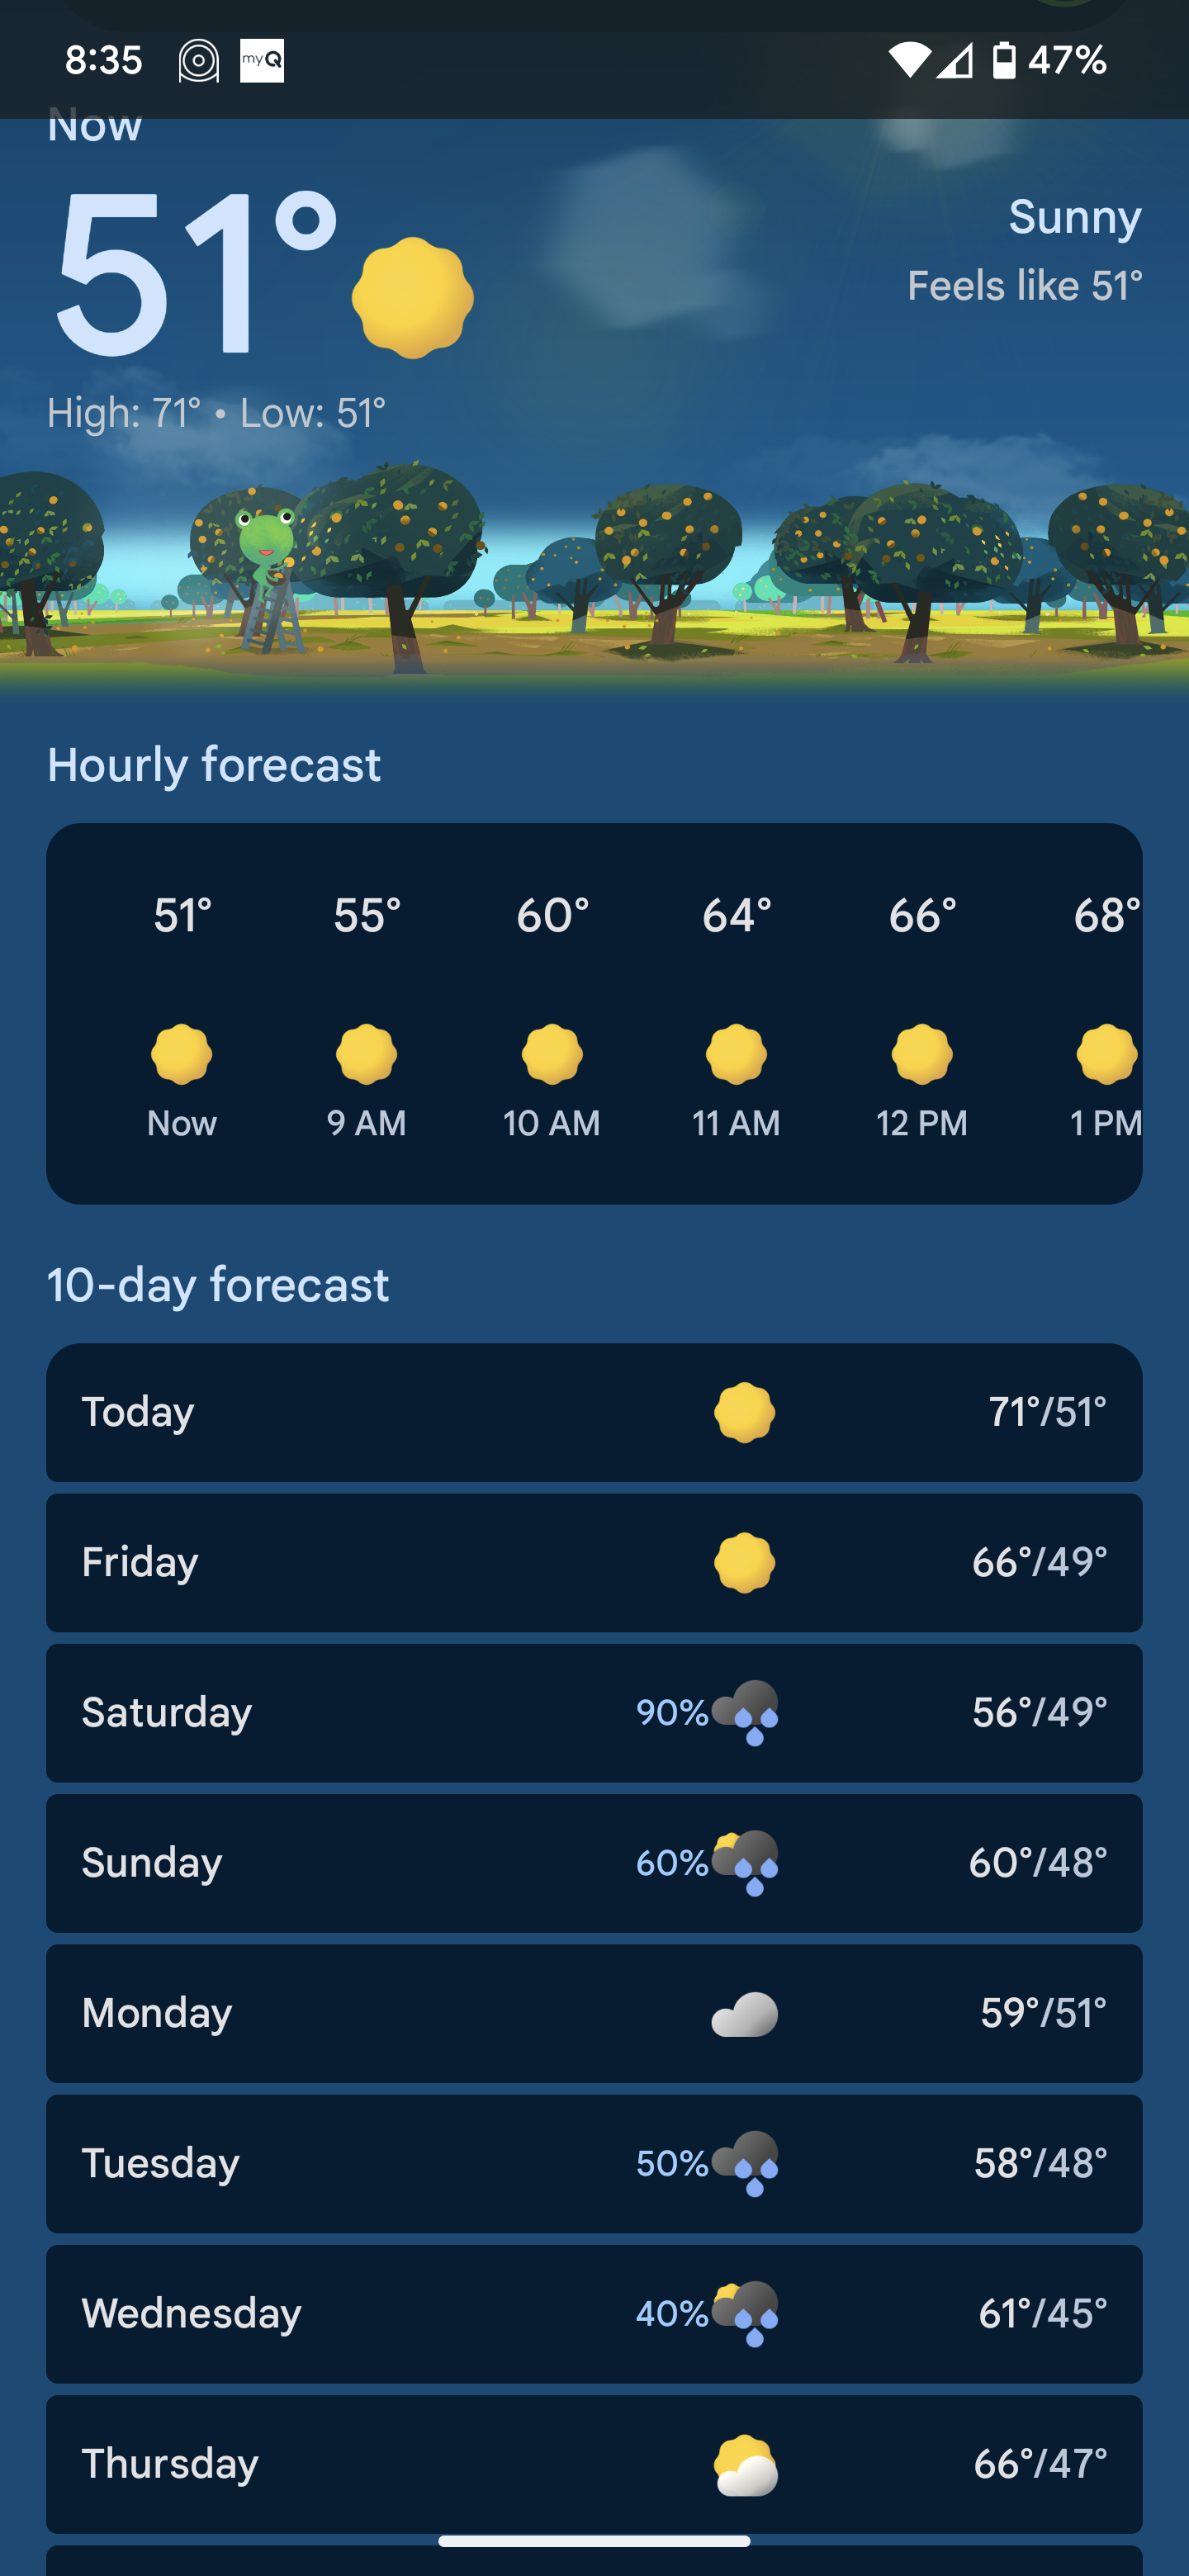 8:35 myQ 47%
Now
51°
Sunny
Feels like 51°
High: 71° • Low: 51°
Hourly forecast
51° 55° 60° 64° 66° 68°
Now 9 AM 10 AM 11 AM 12 PM 1 PM
10-day forecast
Today 71°/51°
Friday 66°/49°
Saturday 90% 56°/49°
Sunday 60% 60°/48°
Monday 59°/51°
Tuesday 50% 58°/48°
Wednesday 40% 61°/45°
Thursday 66°/47°